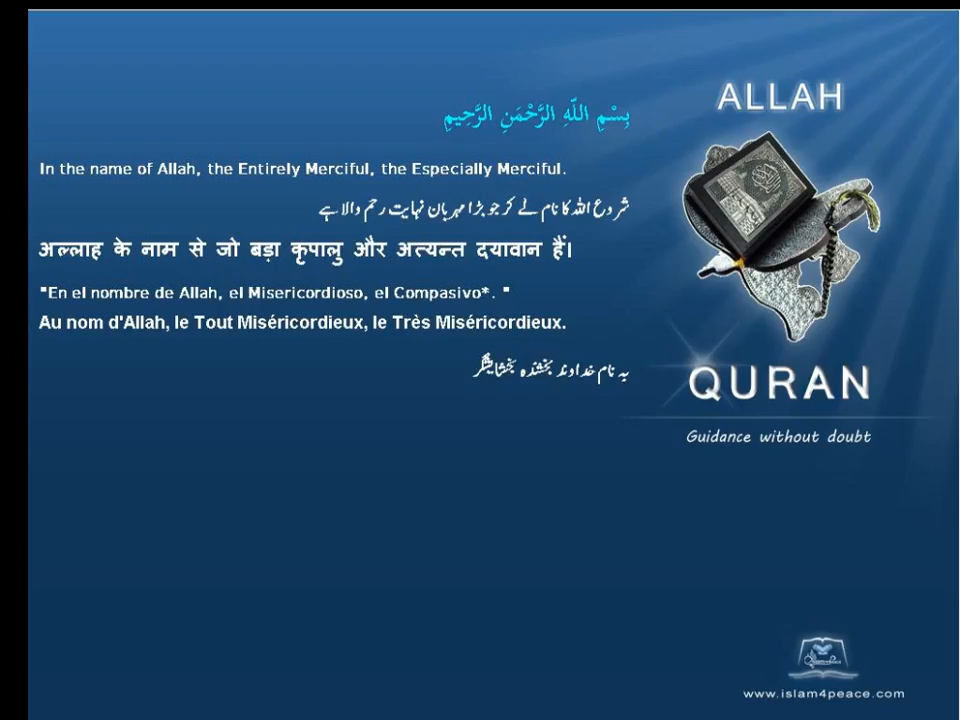 بِسْمِ اللَّهِ الرَّحْمَنِ الرَّحِيمِ
In the name of Allah, the Entirely Merciful, the Especially Merciful.
شروع الله کا نام لے کر جو بڑا مہربان نہایت رحم والا ہے
अल्लाह के नाम से जो बड़ा कृपालु और अत्यन्त दयावान हैं।
"En el nombre de Allah, el Misericordioso, el Compasivo*. "
Au nom d'Allah, le Tout Miséricordieux, le Très Miséricordieux.
به نام خداوند بخشنده بخشایشگر
ALLAH
QURAN
Guidance without doubt
www.islam4peace.com